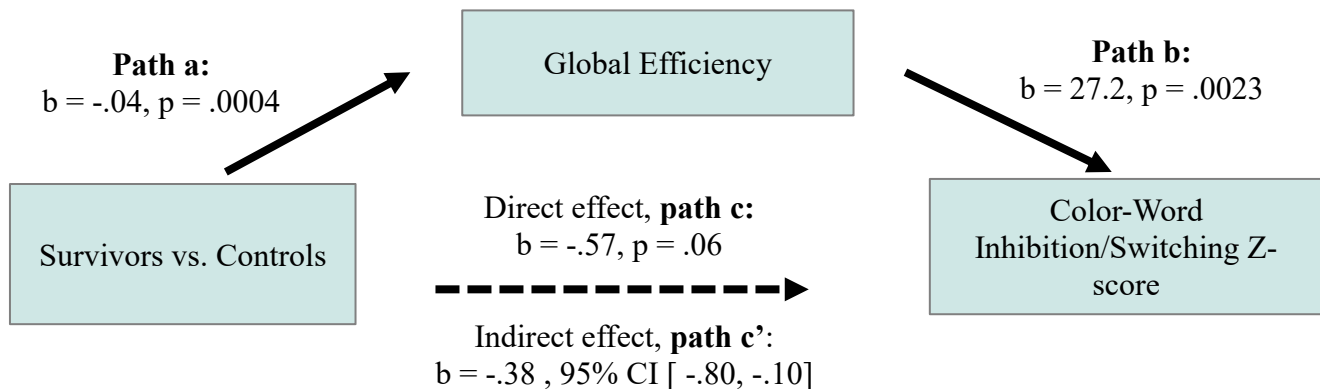 Path a:
b = -.04, p = .0004
Global Efficiency
Path b:
b = 27.2, p = .0023
Survivors vs. Controls
Direct effect, path c:
b = -.57, p = .06
Indirect effect, path c’:
b = -.38 , 95% CI [ -.80, -.10]
Color-Word
Inhibition/Switching Z-
score